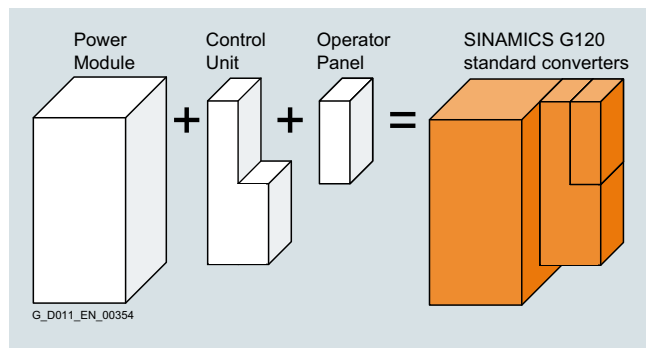 Power
Module
Control
Unit
Operator
Panel
SINAMICS G120
standard converters
+ + =
G_D011_EN_00354